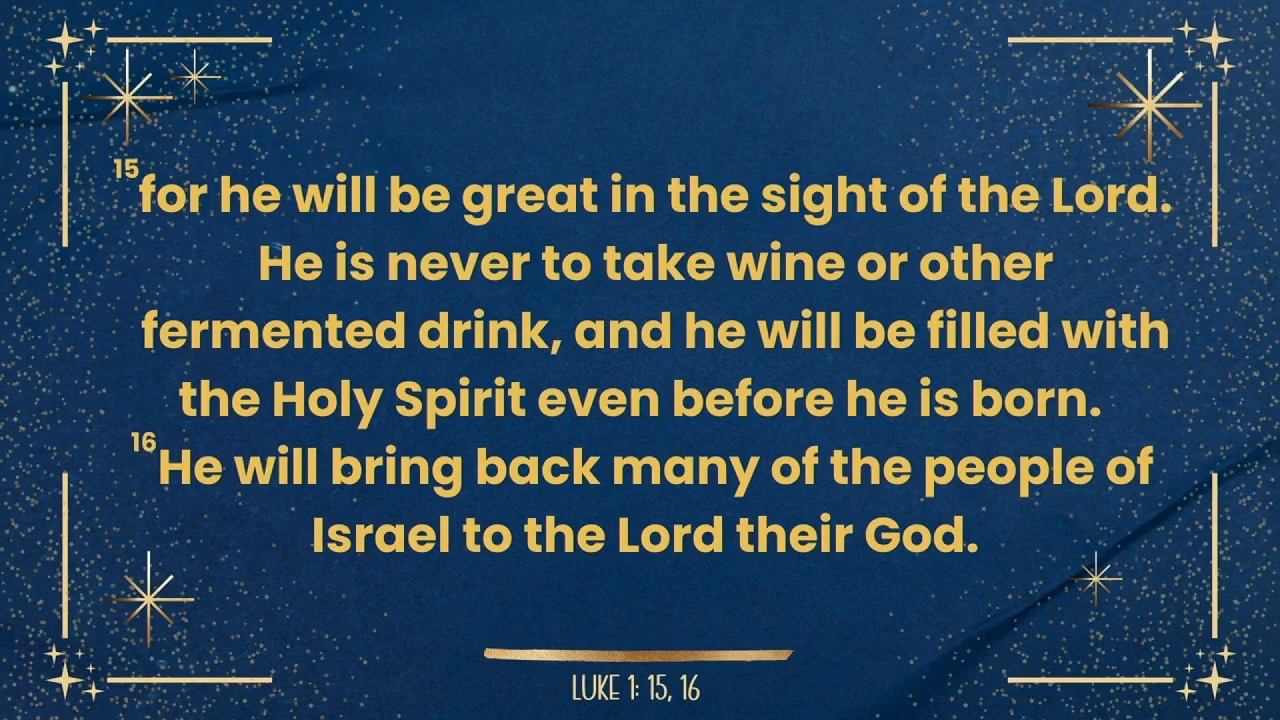 15for he will be great in the sight of the Lord.
He is never to take wine or other
fermented drink, and he will be filled with
the Holy Spirit even before he is born.
16He will bring back many of the people of
Israel to the Lord their God.
LUKE 1: 15, 16